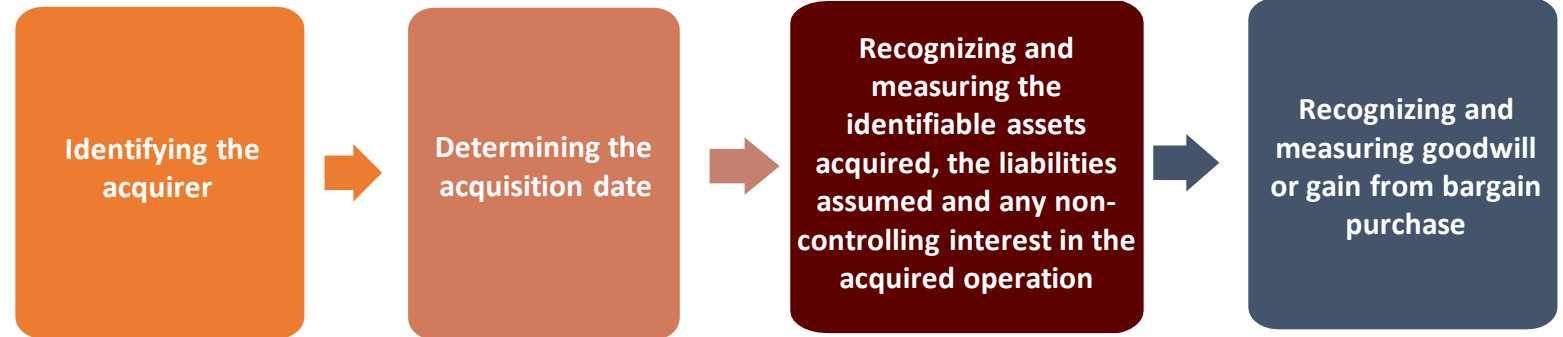 Identifying the
acquirer
Determining the
acquisition date
Recognizing and
measuring the
identifiable assets
acquired, the liabilities
assumed and any non-
controlling interest in the
acquired operation
Recognizing and
measuring goodwill
or gain from bargain
purchase